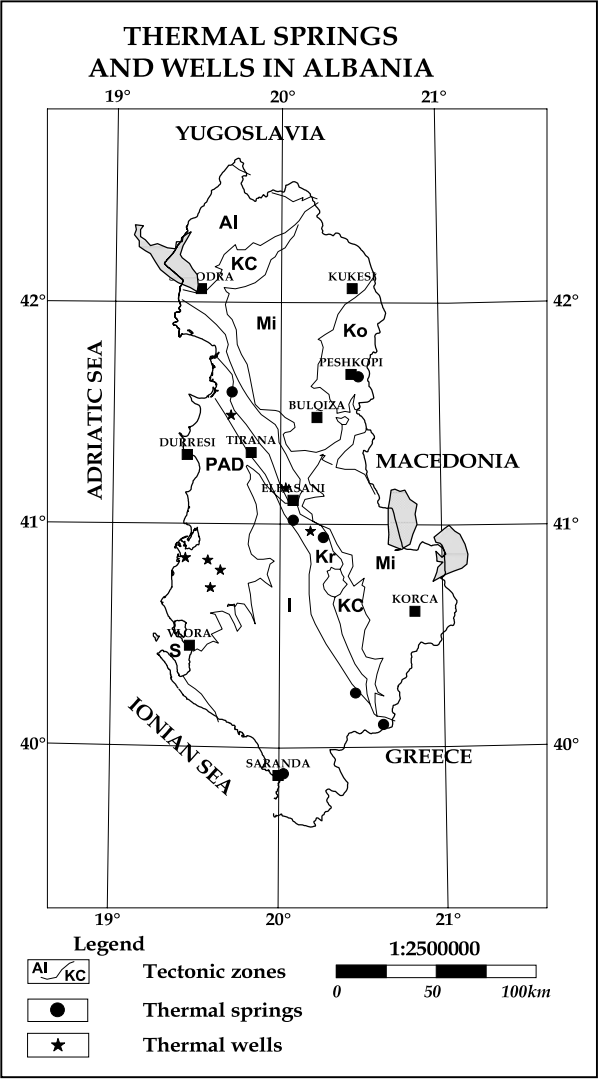 THERMAL SPRINGS
AND WELLS IN ALBANIA
19° 20° 21°
YUGOSLAVIA
Al
KC
ODRA KUKESI
42° 42°
Mi Ko
PESHKOPI
BULQIZA
ADRIATIC SEA
DURRESI TIRANA
PAD MACEDONIA
ELBASANI
41° 41°
Kr Mi
I KC KORCA
VLORA
S
IONIAN SEA
40° 40°
GREECE
SARANDA
19° 20° 21°
Legend
Al KC Tectonic zones
Thermal springs
Thermal wells
1:2500000
0 50 100km